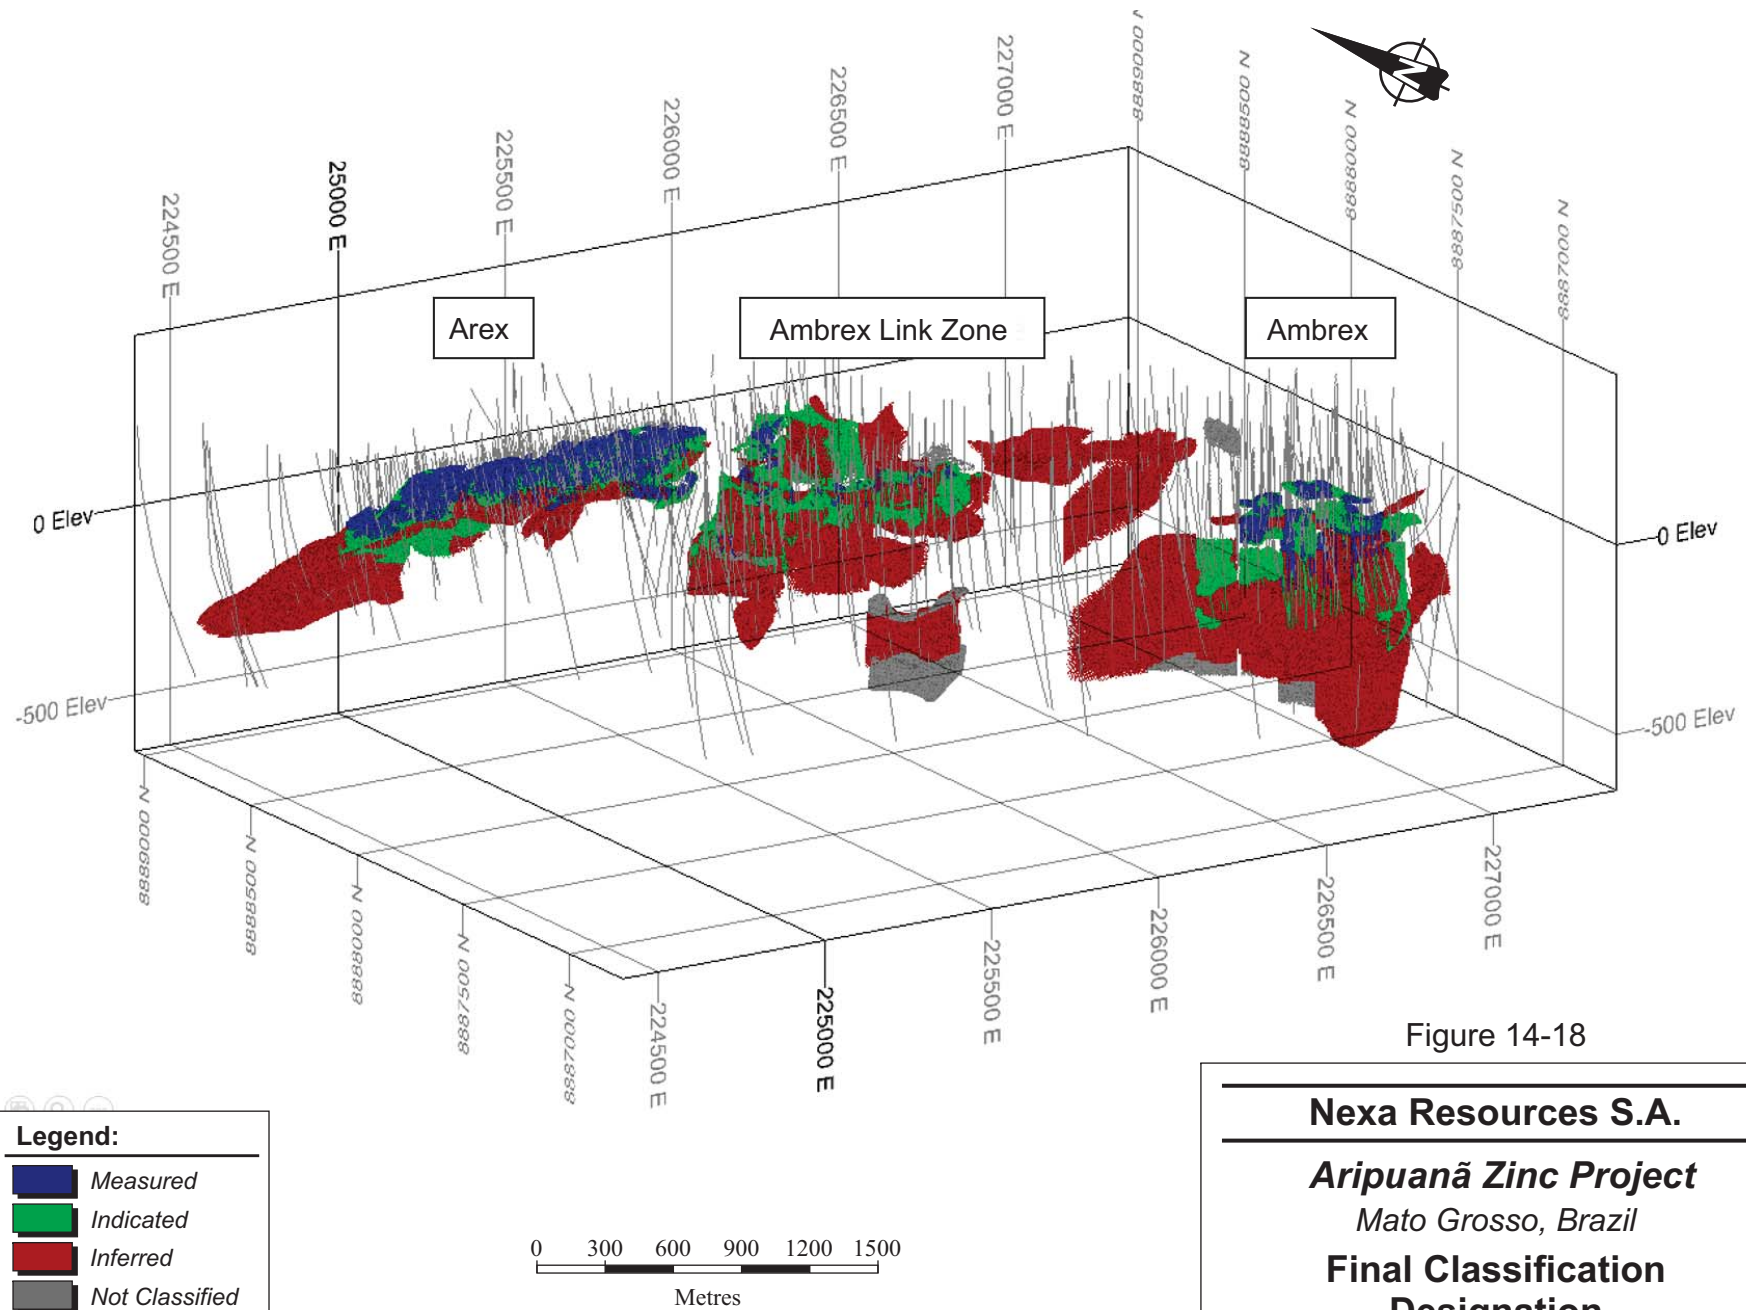 224500 E
25000 E
225500 E
226000 E
226500 E
227000 E
8889000 N
8888500 N
8888000 N
8887500 N
8887000 N
N
Arex
Ambrex Link Zone
Ambrex
0 Elev
0 Elev
-500 Elev
-500 Elev
8889000 N
8888500 N
8888000 N
8887500 N
8887000 N
224500 E
225000 E
225500 E
226000 E
226500 E
227000 E
Figure 14-18
Nexa Resources S.A.
Aripuanã Zinc Project
Mato Grosso, Brazil
Final Classification
Designation
Legend:
Measured
Indicated
Inferred
Not Classified
0 300 600 900 1200 1500
Metres